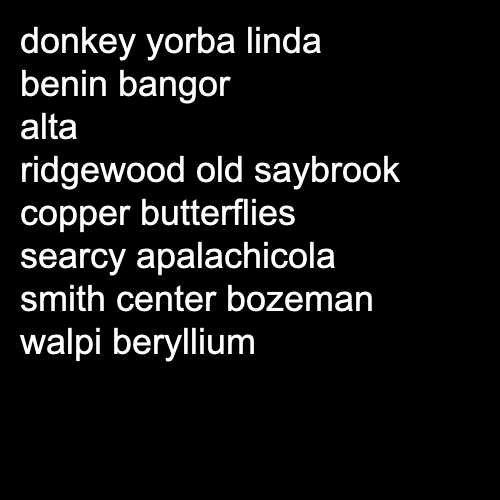 donkey yorba linda
benin bangor
alta
ridgewood old saybrook
copper butterflies
searcy apalachicola
smith center bozeman
walpi beryllium